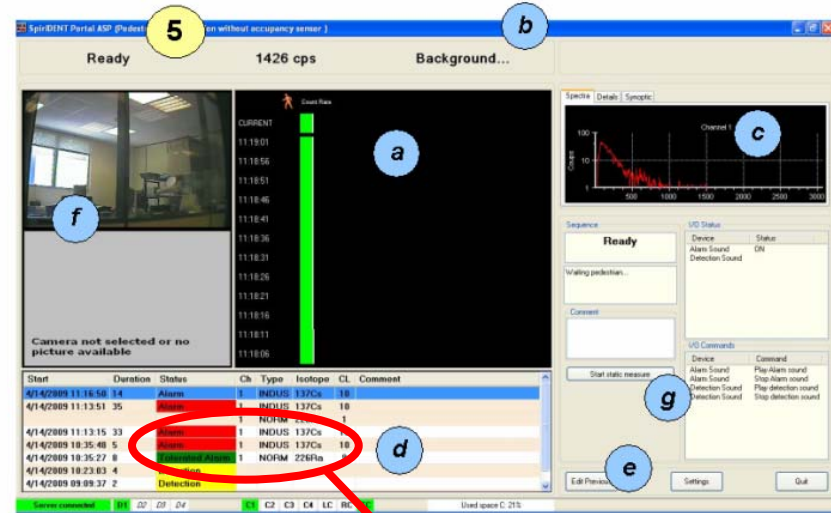 SpirIDENT Portal ASP (Pedest on without occupancy sensor )
5
b
Ready 1426 cps Background...
Count Rate
CURRENT
11:19:01
11:18:56
11:18:51
11:18:46
11:18:41
11:18:36
11:18:31
11:18:26
11:18:21
11:18:16
11:18:11
11:18:06
a
f
Camera not selected or no
picture available
Spectra Details Synoptic
Channel 1
c
Counts
100
10
1
500 1000 1500 2000 2500 3000
Sequence
Ready
Waiting pedestrian...
Comment
Start static measure
I/O Status
Device Status
Alarm Sound ON
Detection Sound
I/O Commands
Device Command
Alarm Sound Play Alarm sound
Alarm Sound Stop Alarm sound
Detection Sound Play detection sound
Detection Sound Stop detection sound
g
Start Duration Status Ch Type Isotope CL Comment
4/14/2009 11:16:50 14 Alarm 1 INDUS 137Cs 10
4/14/2009 11:13:51 35 Alarm 1 INDUS 137Cs 10
1 NORM 226Ra 1
4/14/2009 11:13:15 33 Alarm 1 INDUS 137Cs
4/14/2009 10:35:48 5 Alarm 1 INDUS 137Cs 10
4/14/2009 10:35:27 8 Tolerated Alarm 1 NORM 226Ra
4/14/2009 10:23:03 4
4/14/2009 09:09:37 2 Detection
d
e
Edit Previou Settings Quit
Server connected D1 D2 D3 D4 C1 C2 C3 C4 LC RC Used space C: 21%